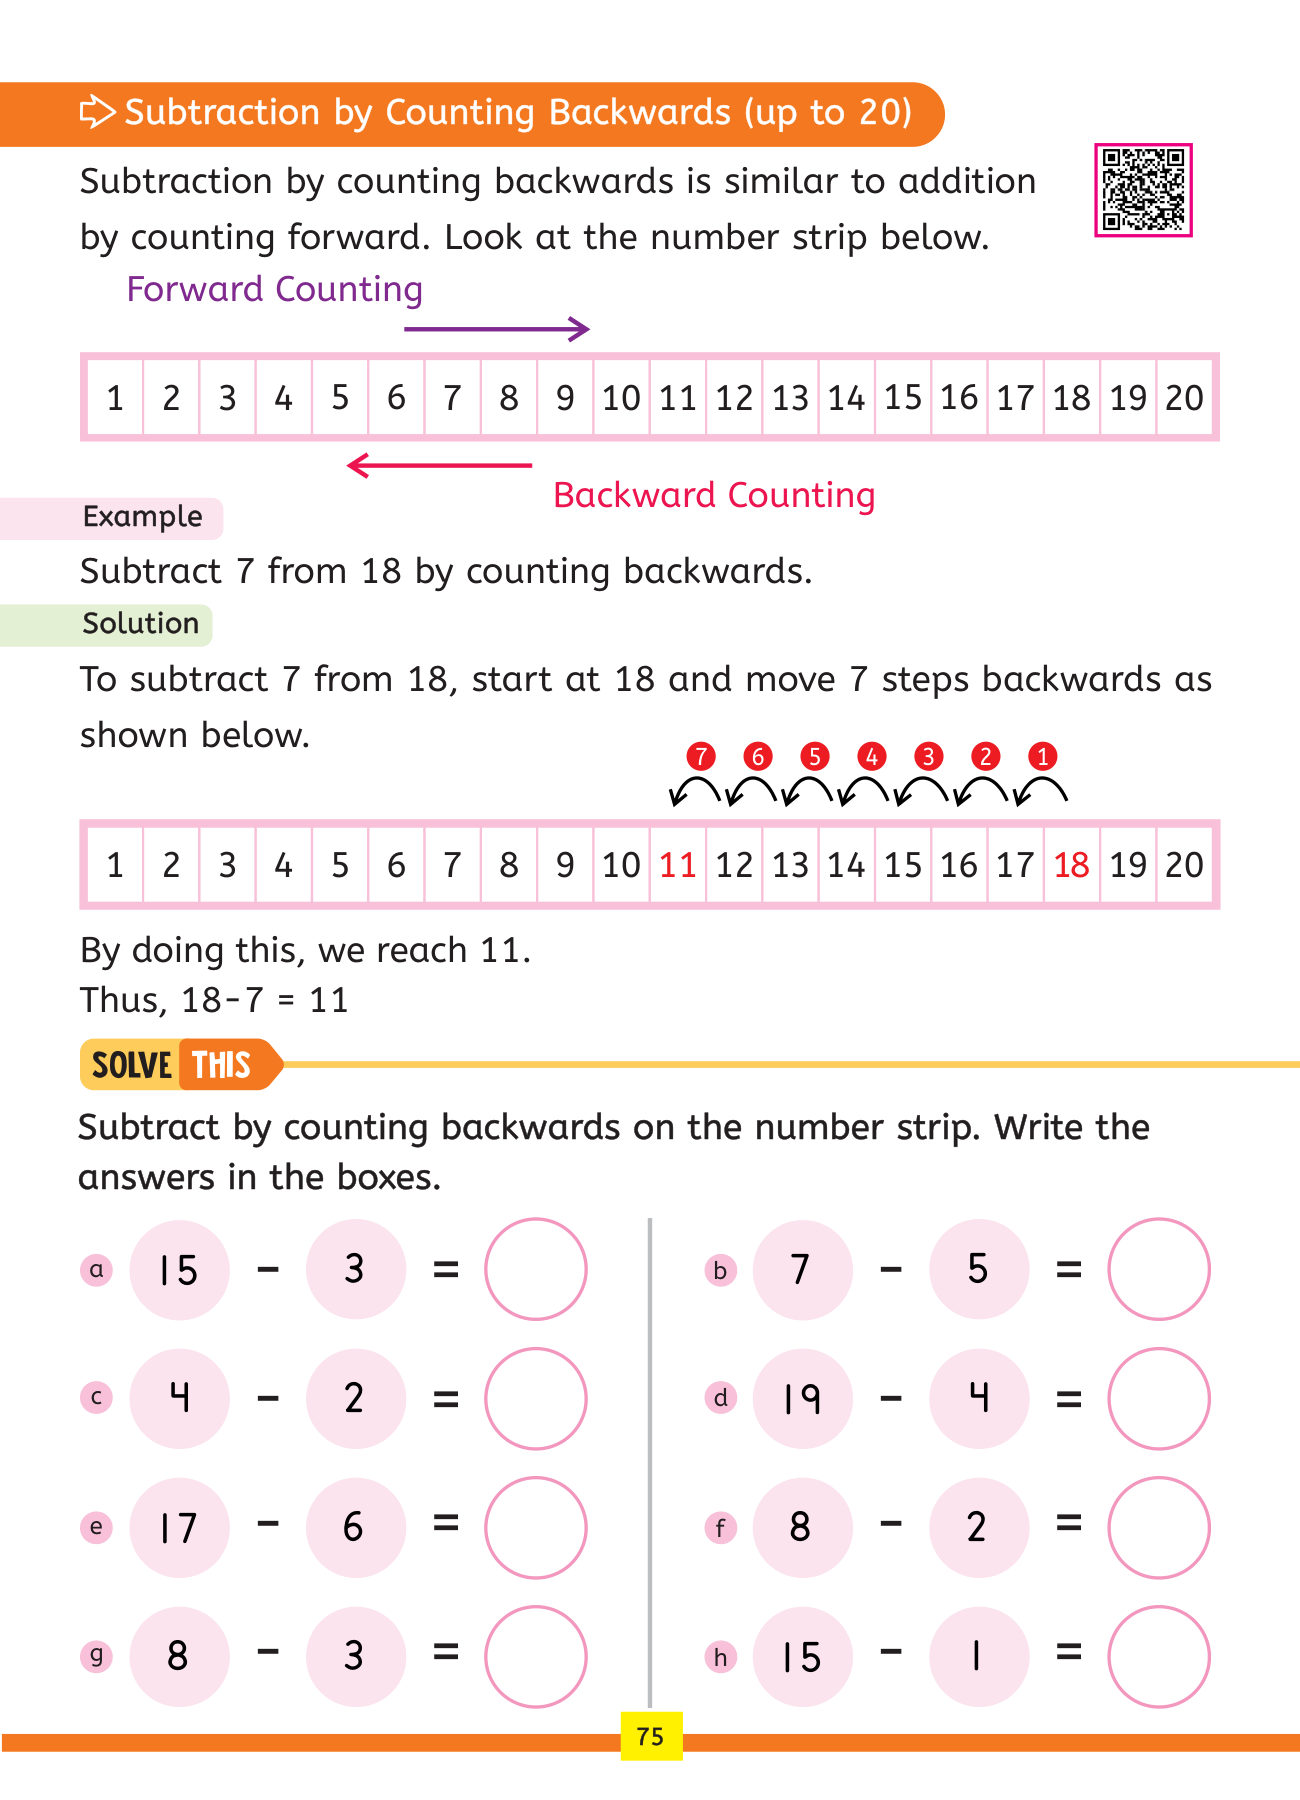 Subtraction by Counting Backwards (up to 20)
Subtraction by counting backwards is similar to addition
by counting forward. Look at the number strip below.
Forward Counting
1 2 3 4 5 6 7 8 9 10 11 12 13 14 15 16 17 18 19 20
Backward Counting
Example
Subtract 7 from 18 by counting backwards.
Solution
To subtract 7 from 18, start at 18 and move 7 steps backwards as
shown below.
7 6 5 4 3 2 1
1 2 3 4 5 6 7 8 9 10 11 12 13 14 15 16 17 18 19 20
By doing this, we reach 11.
Thus, 18-7 = 11
SOLVE THIS
Subtract by counting backwards on the number strip. Write the
answers in the boxes.
a 15 - 3 =
b 7 - 5 =
c 4 - 2 =
d 19 - 4 =
e 17 - 6 =
f 8 - 2 =
g 8 - 3 =
h 15 - 1 =
75